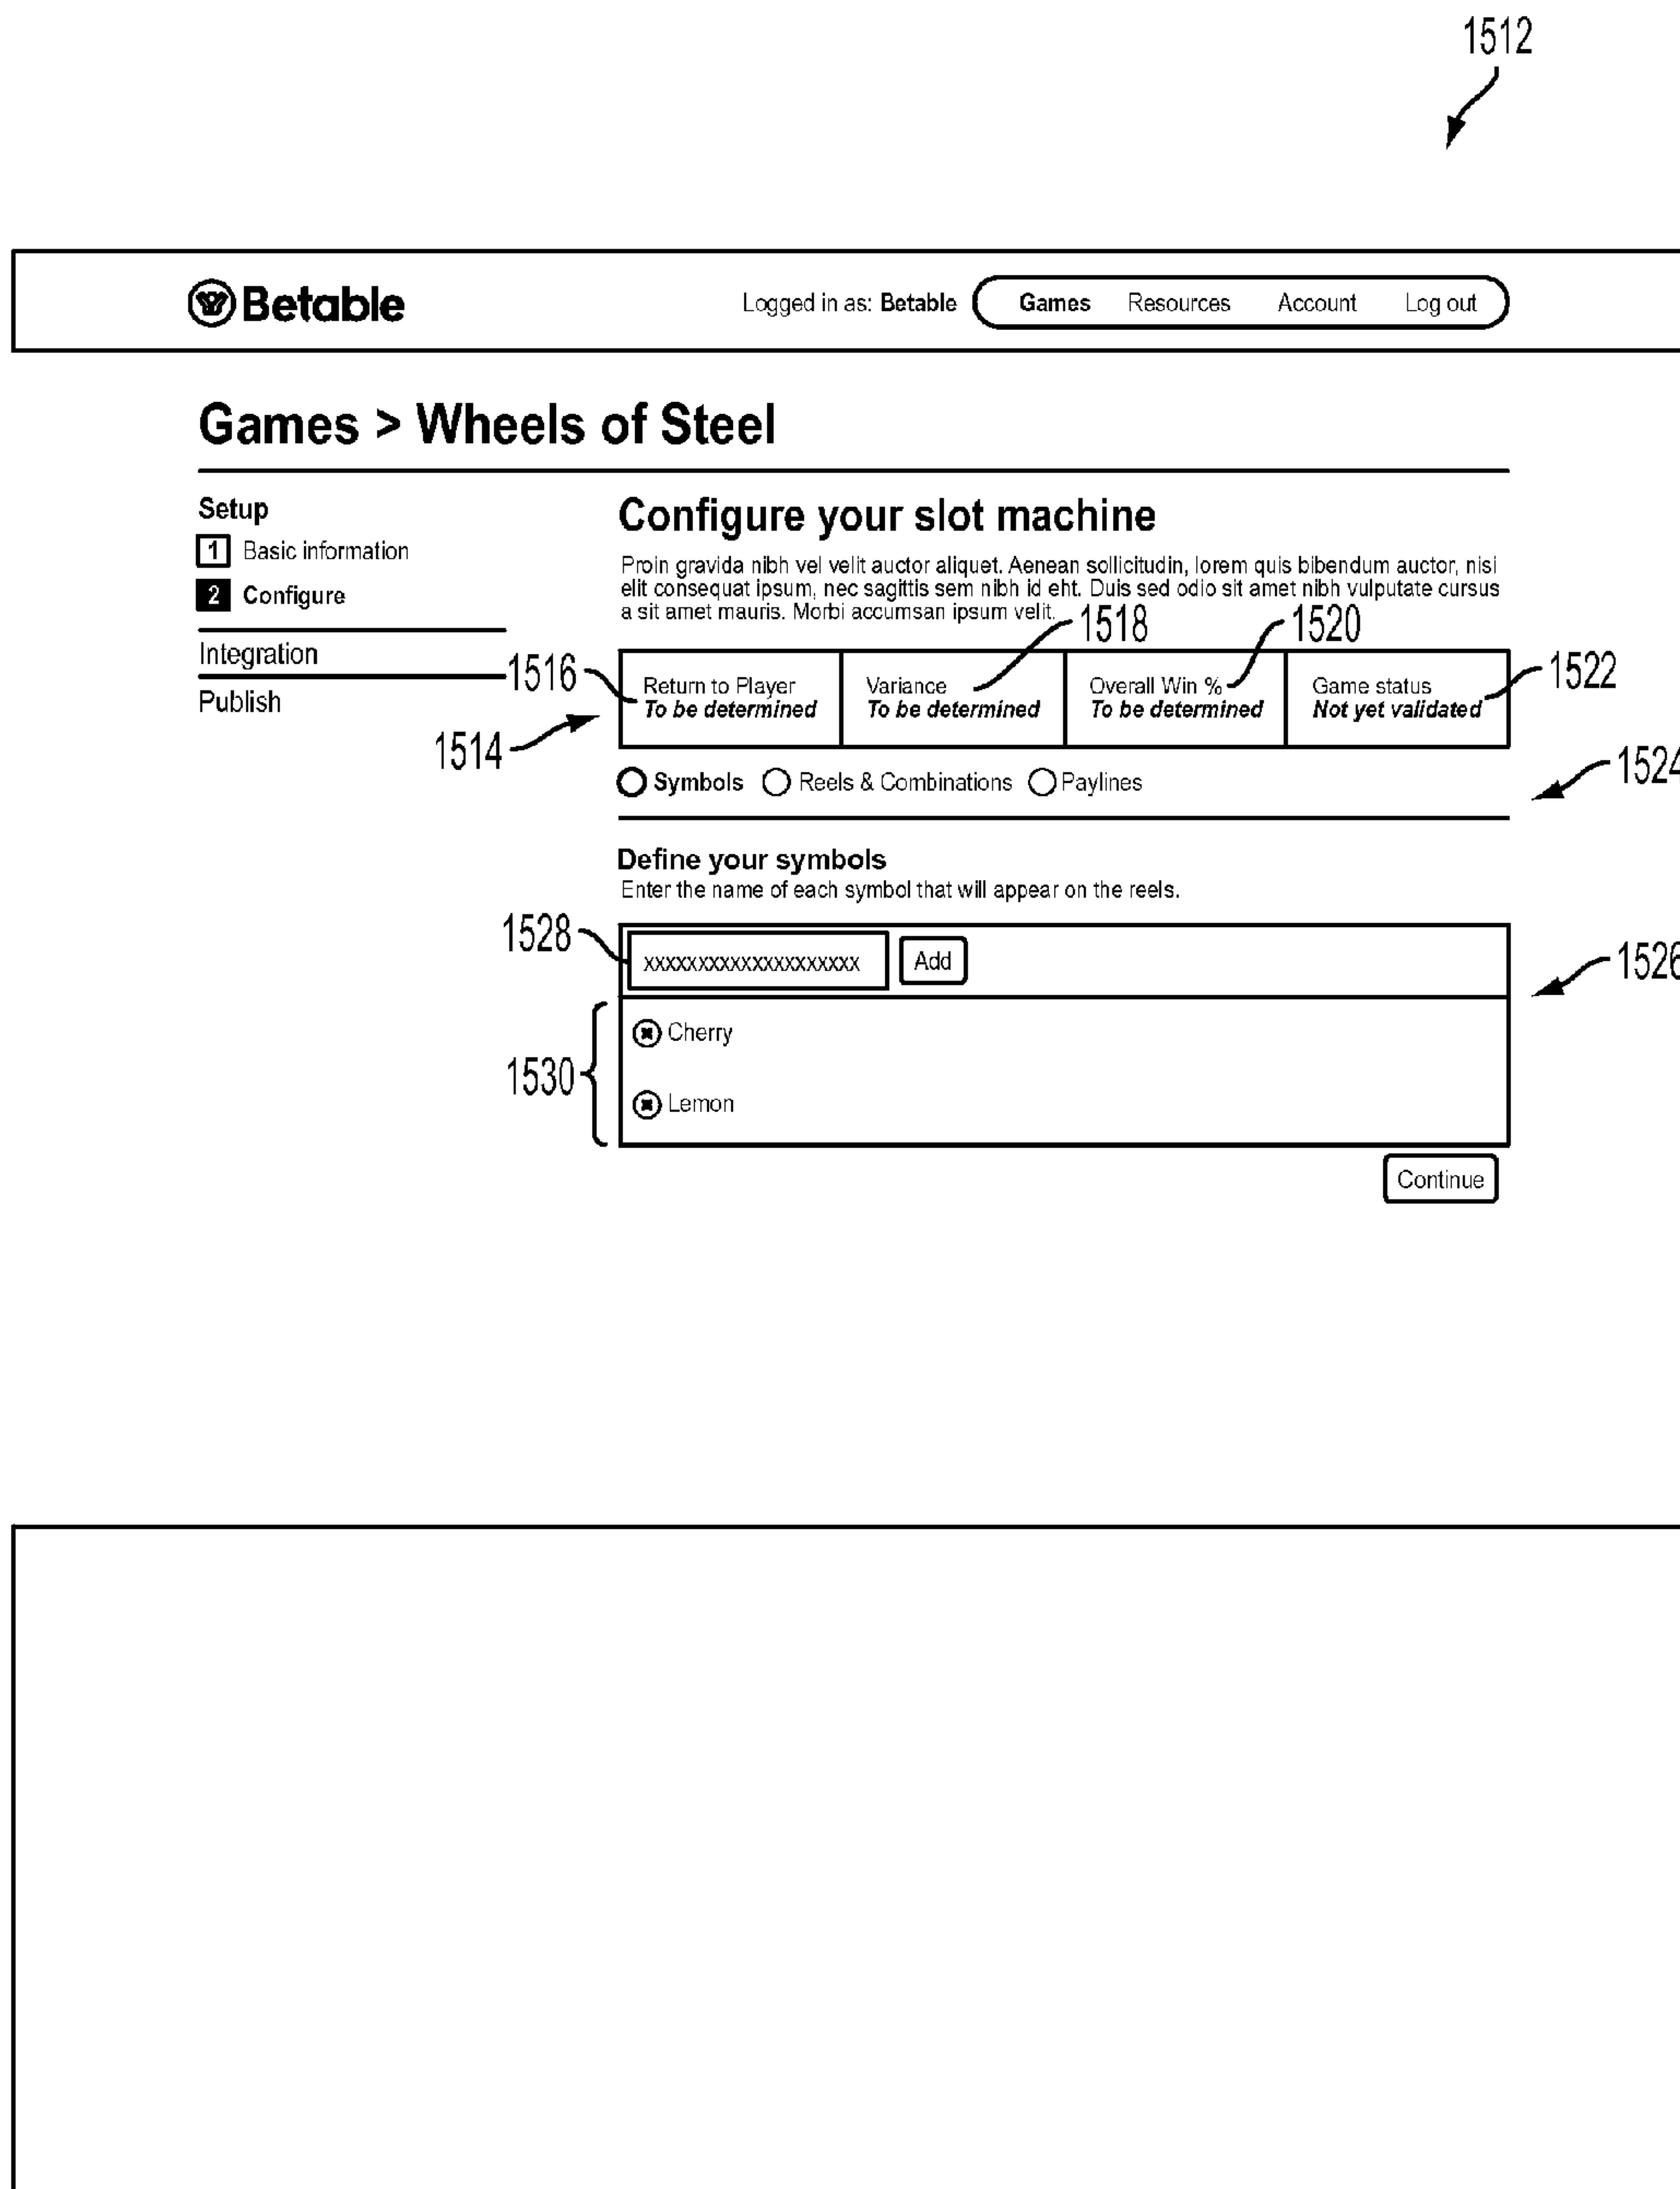 1512
Betable
Logged in as: Betable Games Resources Account Log out
Games > Wheels of Steel
Setup
1 Basic information
2 Configure
Integration
Publish
Configure your slot machine
Proin gravida nibh vel velit auctor aliquet. Aenean sollicitudin, lorem quis bibendum auctor, nisi
elit consequat ipsum, nec sagittis sem nibh id eht. Duis sed odio sit amet nibh vulputate cursus
a sit amet mauris. Morbi accumsan ipsum velit.
1518 1520
1516 1522
1514
Return to Player
To be determined
Variance
To be determined
Overall Win %
To be determined
Game status
Not yet validated
1524
Symbols Reels & Combinations Paylines
Define your symbols
Enter the name of each symbol that will appear on the reels.
1528
xxxxxxxxxxxxxxxxxxxx Add
1526
1530
Cherry
Lemon
Continue